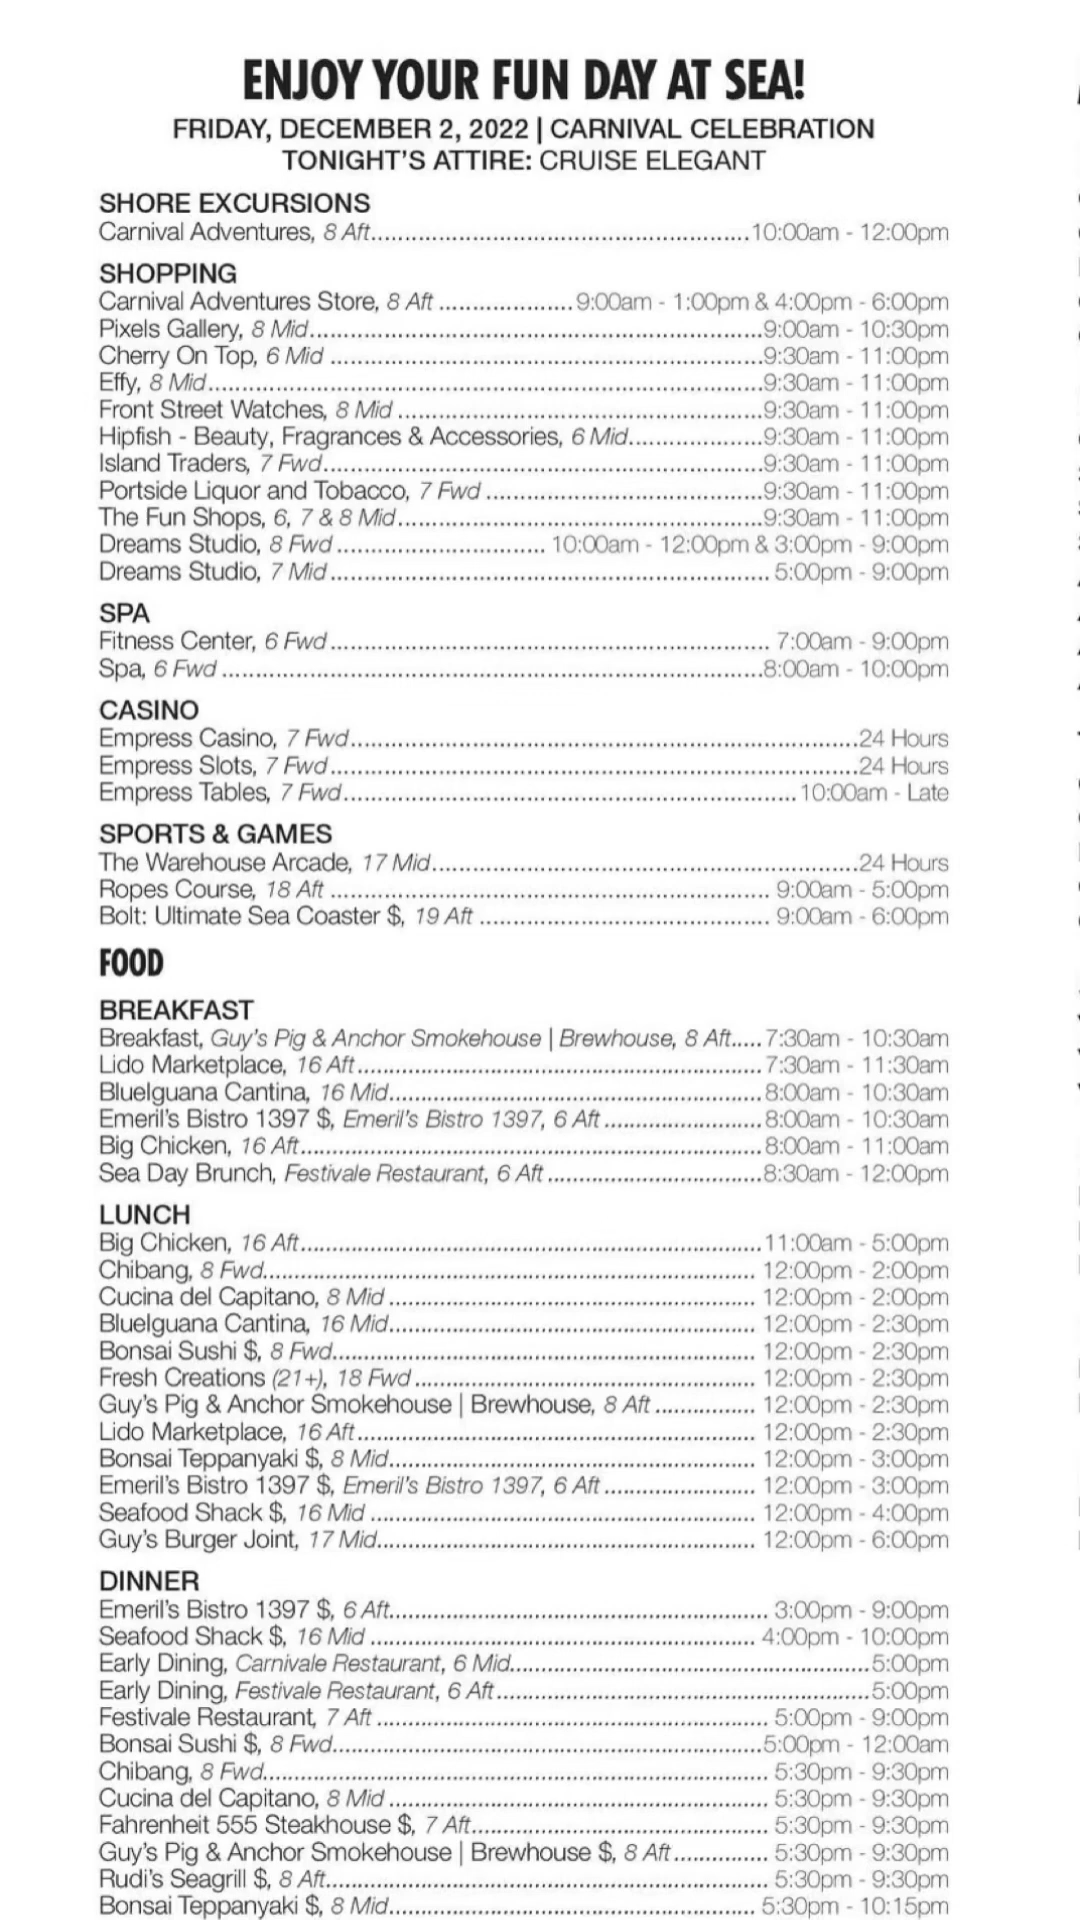 ENJOY YOUR FUN DAY AT SEA!
FRIDAY, DECEMBER 2, 2022 | CARNIVAL CELEBRATION
TONIGHT'S ATTIRE: CRUISE ELEGANT
SHORE EXCURSIONS
Carnival Adventures, 8 Aft........................................................10:00am - 12:00pm
SHOPPING
Carnival Adventures Store, 8 Aft ....................9:00am - 1:00pm & 4:00pm - 6:00pm
Pixels Gallery, 8 Mid...................................................................9:00am - 10:30pm
Cherry On Top, 6 Mid ................................................................9:30am - 11:00pm
Effy, 8 Mid..................................................................................9:30am - 11:00pm
Front Street Watches, 8 Mid ......................................................9:30am - 11:00pm
Hipfish - Beauty, Fragrances & Accessories, 6 Mid....................9:30am - 11:00pm
Island Traders, 7 Fwd.................................................................9:30am - 11:00pm
Portside Liquor and Tobacco, 7 Fwd .........................................9:30am - 11:00pm
The Fun Shops, 6, 7 & 8 Mid......................................................9:30am - 11:00pm
Dreams Studio, 8 Fwd ............................... 10:00am - 12:00pm & 3:00pm - 9:00pm
Dreams Studio, 7 Mid ................................................................. 5:00pm - 9:00pm
SPA
Fitness Center, 6 Fwd ................................................................. 7:00am - 9:00pm
Spa, 6 Fwd ................................................................................8:00am - 10:00pm
CASINO
Empress Casino, 7 Fwd...........................................................................24 Hours
Empress Slots, 7 Fwd..............................................................................24 Hours
Empress Tables, 7 Fwd................................................................... 10:00am - Late
SPORTS & GAMES
The Warehouse Arcade, 17 Mid...............................................................24 Hours
Ropes Course, 18 Aft ................................................................. 9:00am - 5:00pm
Bolt: Ultimate Sea Coaster $, 19 Aft ........................................... 9:00am - 6:00pm
FOOD
BREAKFAST
Breakfast, Guy's Pig & Anchor Smokehouse | Brewhouse, 8 Aft.....7:30am - 10:30am
Lido Marketplace, 16 Aft............................................................7:30am - 11:30am
BlueIguana Cantina, 16 Mid.......................................................8:00am - 10:30am
Emeril's Bistro 1397 $, Emeril's Bistro 1397, 6 Aft .......................8:00am - 10:30am
Big Chicken, 16 Aft....................................................................8:00am - 11:00am
Sea Day Brunch, Festivale Restaurant, 6 Aft ................................8:30am - 12:00pm
LUNCH
Big Chicken, 16 Aft....................................................................11:00am - 5:00pm
Chibang, 8 Fwd......................................................................... 12:00pm - 2:00pm
Cucina del Capitano, 8 Mid ...................................................... 12:00pm - 2:00pm
BlueIguana Cantina, 16 Mid...................................................... 12:00pm - 2:30pm
Bonsai Sushi $, 8 Fwd............................................................... 12:00pm - 2:30pm
Fresh Creations (21+), 18 Fwd .................................................. 12:00pm - 2:30pm
Guy's Pig & Anchor Smokehouse | Brewhouse, 8 Aft ............... 12:00pm - 2:30pm
Lido Marketplace, 16 Aft........................................................... 12:00pm - 2:30pm
Bonsai Teppanyaki $, 8 Mid...................................................... 12:00pm - 3:00pm
Emeril's Bistro 1397 $, Emeril's Bistro 1397, 6 Aft ...................... 12:00pm - 3:00pm
Seafood Shack $, 16 Mid ......................................................... 12:00pm - 4:00pm
Guy's Burger Joint, 17 Mid........................................................ 12:00pm - 6:00pm
DINNER
Emeril's Bistro 1397 $, 6 Aft........................................................ 3:00pm - 9:00pm
Seafood Shack $, 16 Mid ......................................................... 4:00pm - 10:00pm
Early Dining, Carnivale Restaurant, 6 Mid.....................................................5:00pm
Early Dining, Festivale Restaurant, 6 Aft.......................................................5:00pm
Festivale Restaurant, 7 Aft .......................................................... 5:00pm - 9:00pm
Bonsai Sushi $, 8 Fwd................................................................5:00pm - 12:00am
Chibang, 8 Fwd........................................................................... 5:30pm - 9:30pm
Cucina del Capitano, 8 Mid ........................................................ 5:30pm - 9:30pm
Fahrenheit 555 Steakhouse $, 7 Aft............................................ 5:30pm - 9:30pm
Guy's Pig & Anchor Smokehouse | Brewhouse $, 8 Aft.............. 5:30pm - 9:30pm
Rudi's Seagrill $, 8 Aft................................................................. 5:30pm - 9:30pm
Bonsai Teppanyaki $, 8 Mid...................................................... 5:30pm - 10:15pm